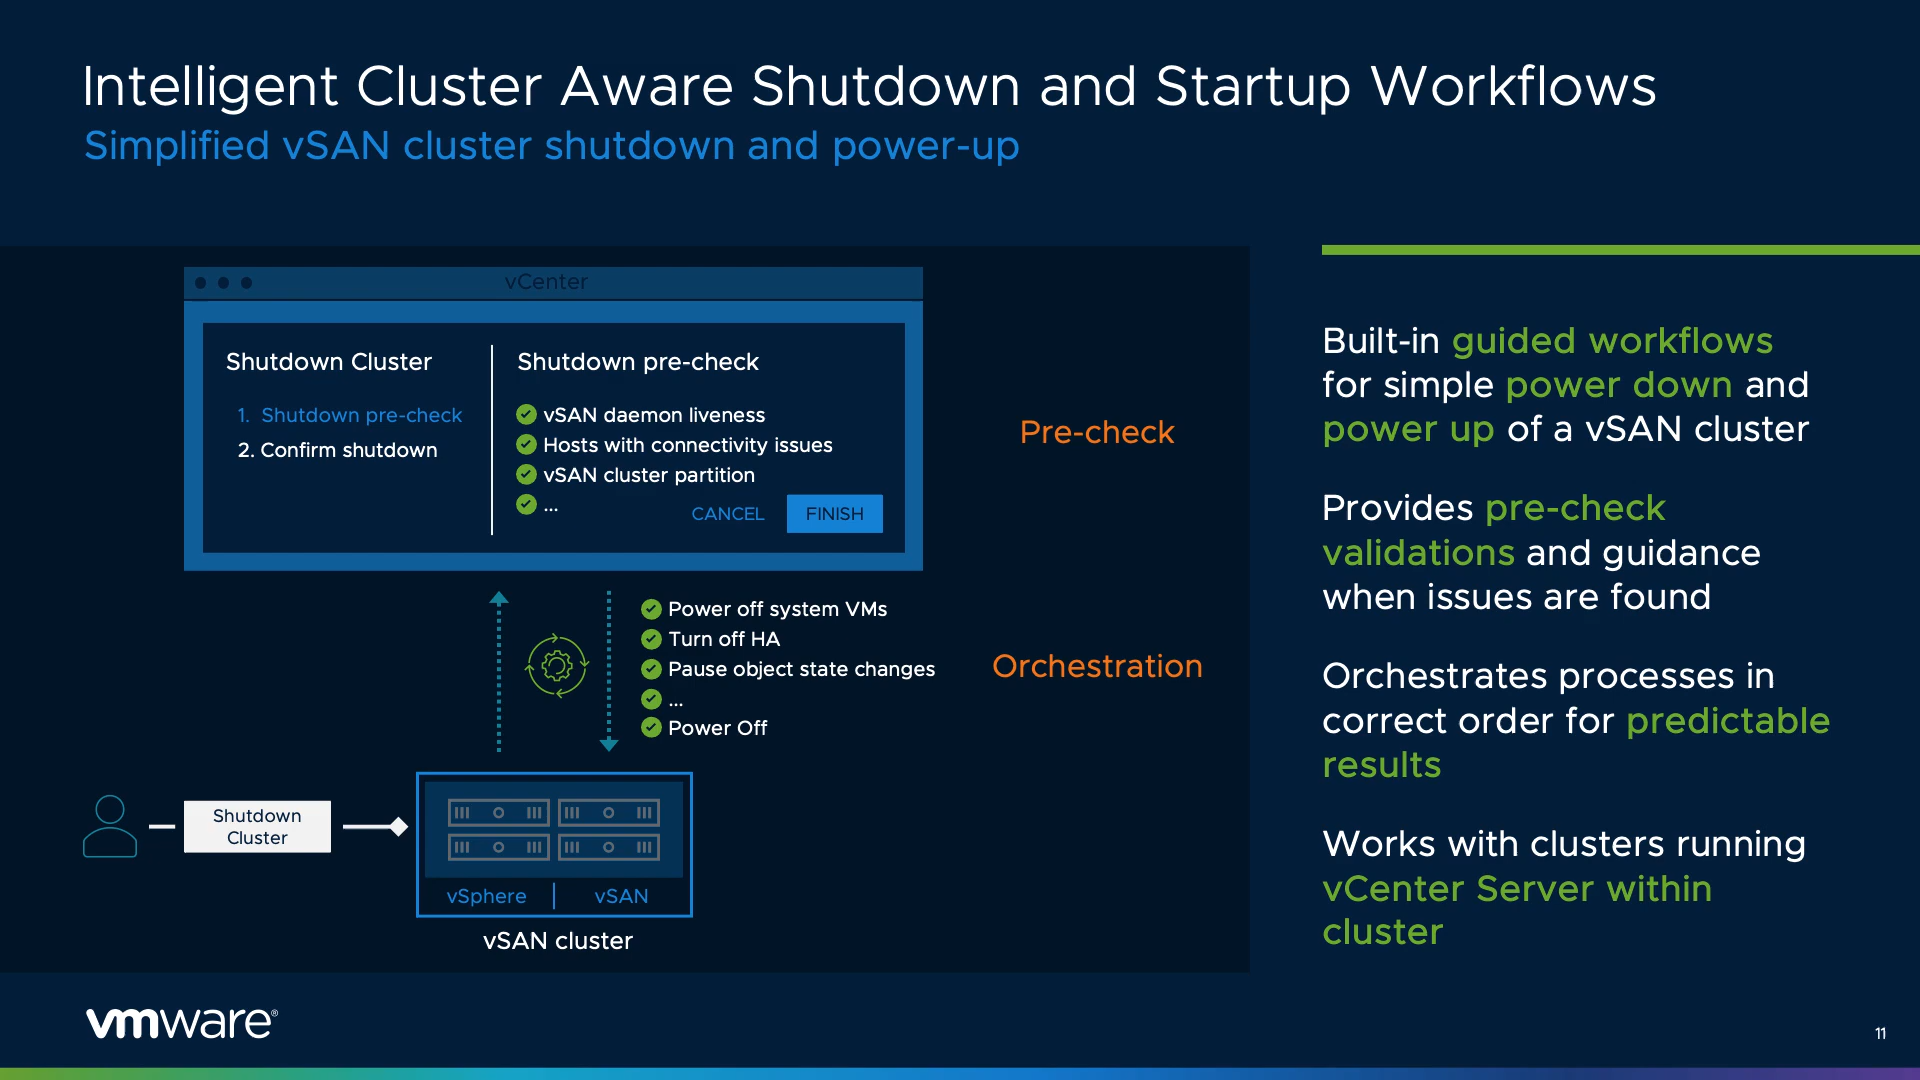 Intelligent Cluster Aware Shutdown and Startup Workflows
Simplified vSAN cluster shutdown and power-up
vCenter
Shutdown Cluster
1. Shutdown pre-check
2. Confirm shutdown
Shutdown pre-check
vSAN daemon liveness
Hosts with connectivity issues
vSAN cluster partition
...
CANCEL
FINISH
Pre-check
Power off system VMs
Turn off HA
Pause object state changes
...
Power Off
Orchestration
Shutdown
Cluster
vSphere
vSAN
vSAN cluster
Built-in guided workflows
for simple power down and
power up of a vSAN cluster
Provides pre-check
validations and guidance
when issues are found
Orchestrates processes in
correct order for predictable
results
Works with clusters running
vCenter Server within
cluster
vmware®
11